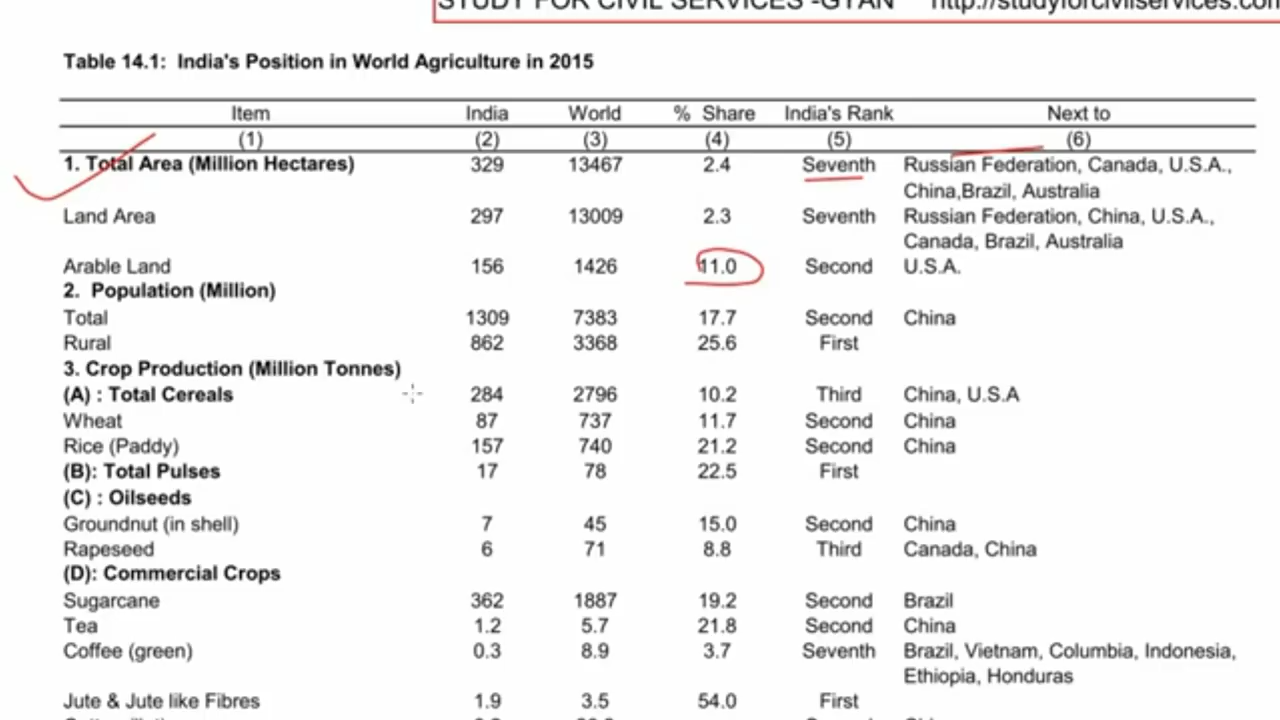 STUDY FOR CIVIL SERVICES -GYAN http://studyforcivilservices.com
Table 14.1: India's Position in World Agriculture in 2015
Item India World % Share India's Rank Next to
(1) (2) (3) (4) (5) (6)
1. Total Area (Million Hectares) 329 13467 2.4 Seventh Russian Federation, Canada, U.S.A.,
China,Brazil, Australia
Land Area 297 13009 2.3 Seventh Russian Federation, China, U.S.A.,
Canada, Brazil, Australia
Arable Land 156 1426 11.0 Second U.S.A.
2. Population (Million)
Total 1309 7383 17.7 Second China
Rural 862 3368 25.6 First
3. Crop Production (Million Tonnes)
(A) : Total Cereals 284 2796 10.2 Third China, U.S.A
Wheat 87 737 11.7 Second China
Rice (Paddy) 157 740 21.2 Second China
(B): Total Pulses 17 78 22.5 First
(C) : Oilseeds
Groundnut (in shell) 7 45 15.0 Second China
Rapeseed 6 71 8.8 Third Canada, China
(D): Commercial Crops
Sugarcane 362 1887 19.2 Second Brazil
Tea 1.2 5.7 21.8 Second China
Coffee (green) 0.3 8.9 3.7 Seventh Brazil, Vietnam, Columbia, Indonesia,
Ethiopia, Honduras
Jute & Jute like Fibres 1.9 3.5 54.0 First